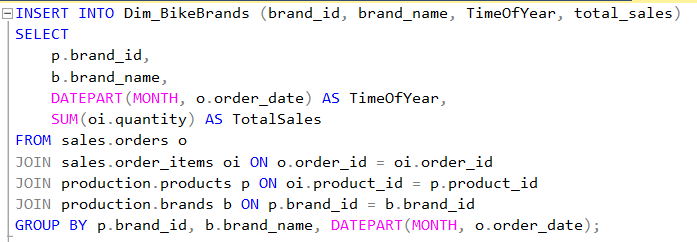 INSERT INTO Dim_BikeBrands (brand_id, brand_name, TimeOfYear, total_sales)
SELECT
    p.brand_id,
    b.brand_name,
    DATEPART(MONTH, o.order_date) AS TimeOfYear,
    SUM(oi.quantity) AS TotalSales
FROM sales.orders o
JOIN sales.order_items oi ON o.order_id = oi.order_id
JOIN production.products p ON oi.product_id = p.product_id
JOIN production.brands b ON p.brand_id = b.brand_id
GROUP BY p.brand_id, b.brand_name, DATEPART(MONTH, o.order_date);